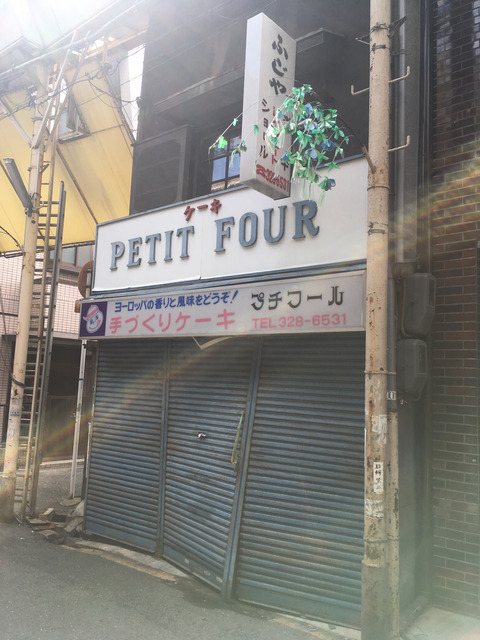 ふじや
ケーキ
PETIT FOUR
ヨーロッパの香りと風味をどうぞ!
プチフール
手づくりケーキ
TEL 328-6531